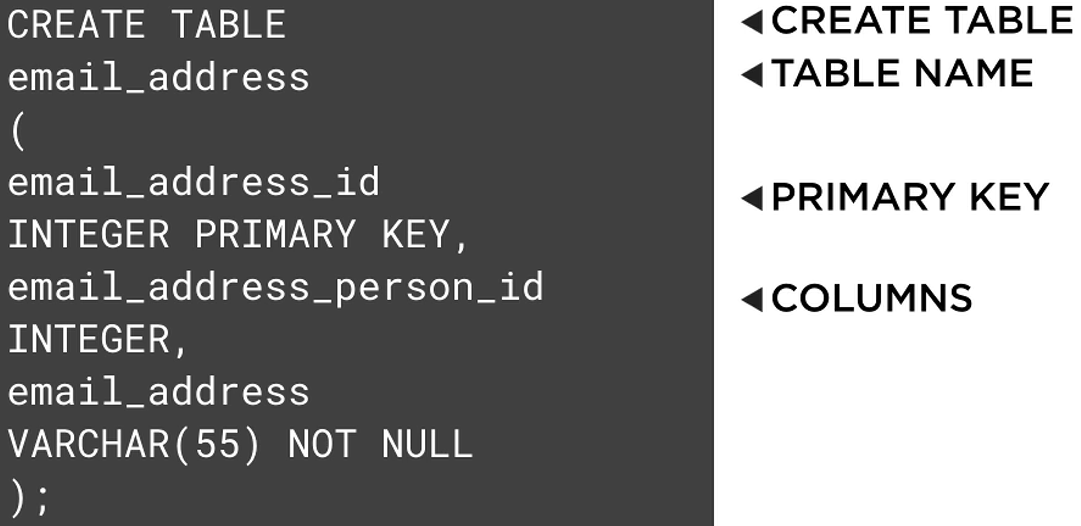 CREATE TABLE
email_address
(
email_address_id
INTEGER PRIMARY KEY,
email_address_person_id
INTEGER,
email_address
VARCHAR(55) NOT NULL
);
◀CREATE TABLE
◀TABLE NAME
◀PRIMARY KEY
◀COLUMNS